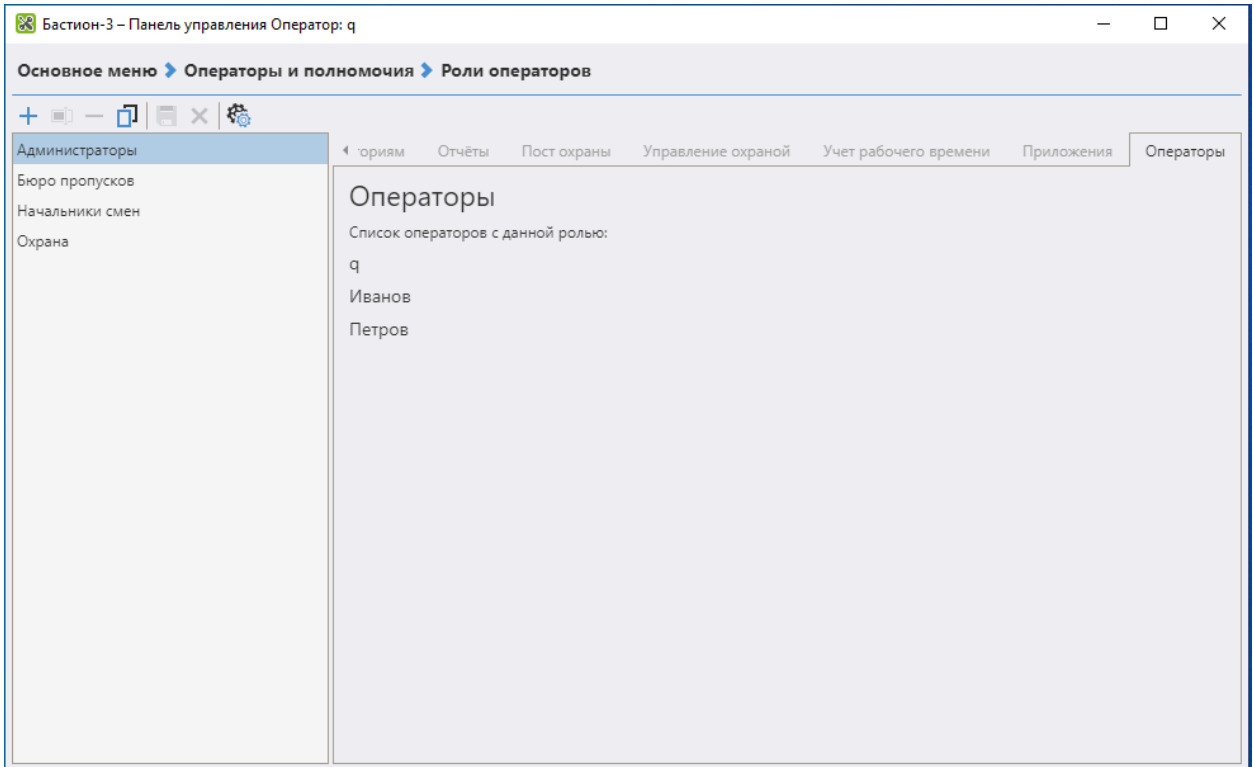 Бастион-3 – Панель управления Оператор: q
Основное меню Операторы и полномочия Роли операторов
Администраторы
Бюро пропусков
Начальники смен
Охрана
ориям Отчёты Пост охраны Управление охраной Учет рабочего времени Приложения Операторы
Операторы
Список операторов с данной ролью:
q
Иванов
Петров